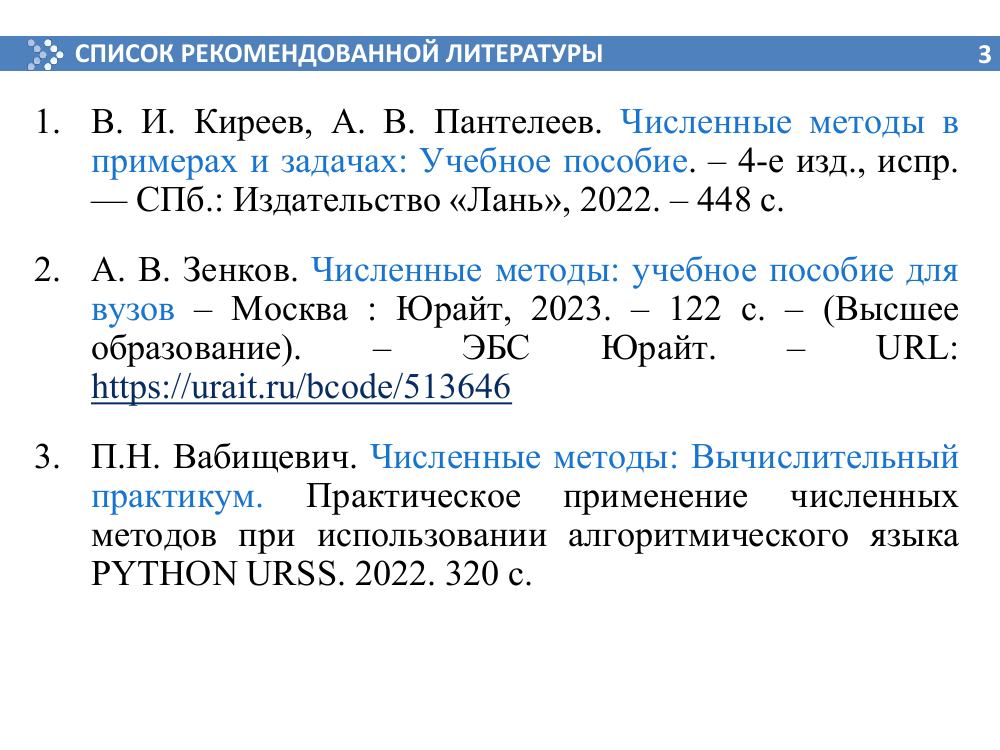 СПИСОК РЕКОМЕНДОВАННОЙ ЛИТЕРАТУРЫ 3
1. В. И. Киреев, А. В. Пантелеев. Численные методы в
примерах и задачах: Учебное пособие. – 4-е изд., испр.
— СПб.: Издательство «Лань», 2022. – 448 с.
2. А. В. Зенков. Численные методы: учебное пособие для
вузов – Москва : Юрайт, 2023. – 122 с. – (Высшее
образование). – ЭБС Юрайт. – URL:
https://urait.ru/bcode/513646
3. П.Н. Вабищевич. Численные методы: Вычислительный
практикум. Практическое применение численных
методов при использовании алгоритмического языка
PYTHON URSS. 2022. 320 с.